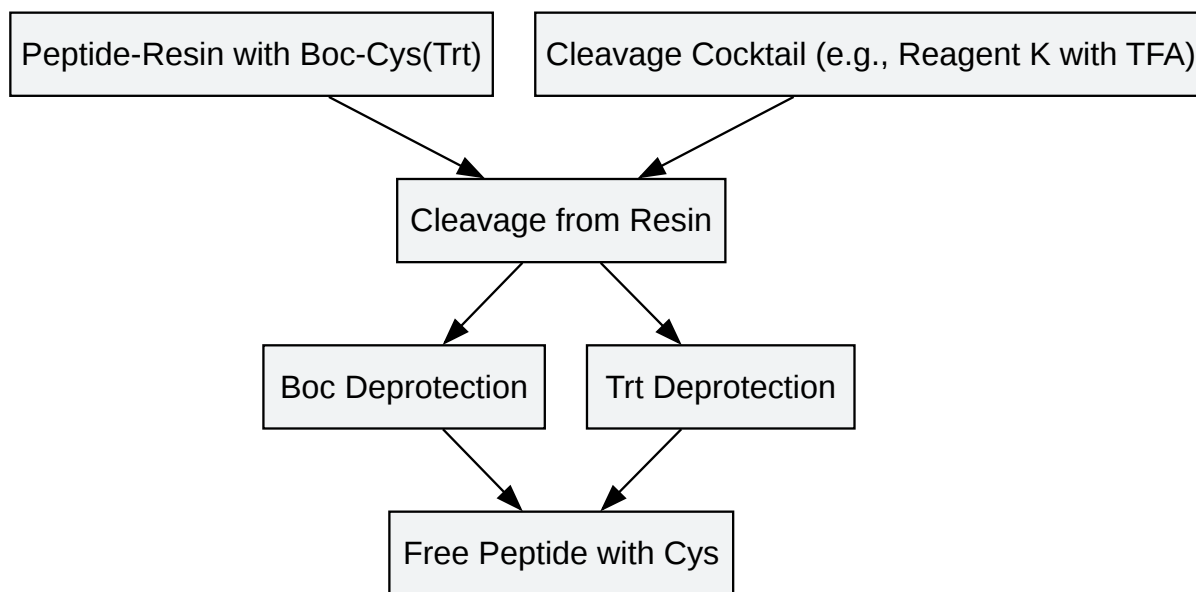 Peptide-Resin with Boc-Cys(Trt)
Cleavage Cocktail (e.g., Reagent K with TFA)
Cleavage from Resin
Boc Deprotection
Trt Deprotection
Free Peptide with Cys